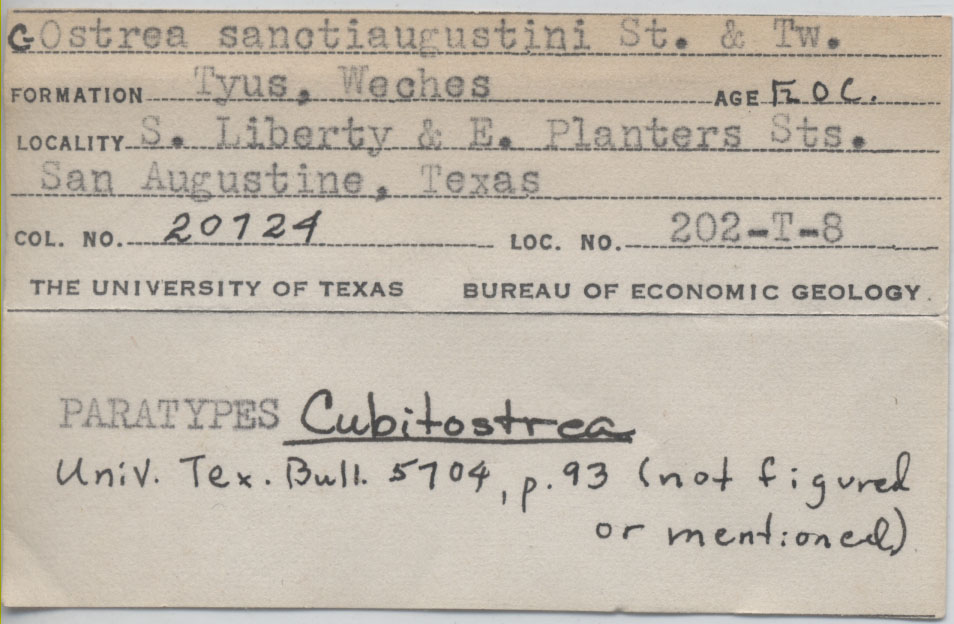 C-Ostrea sanctiaugustini St. & Tw.
FORMATION Tyus, Weches AGE EOC.
LOCALITY S. Liberty & E. Planters Sts.
San Augustine, Texas
COL. NO. 20724 LOC. NO. 202-T-8
THE UNIVERSITY OF TEXAS BUREAU OF ECONOMIC GEOLOGY.
PARATYPES Cubitostrea
Univ. Tex. Bull. 5704, p. 93 (not figured
or mentioned)